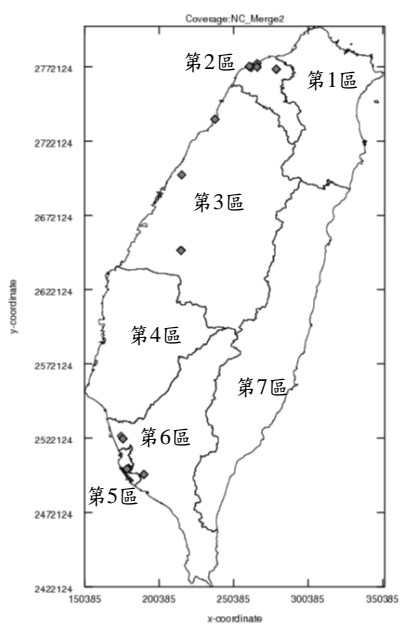 Coverage:NC_Merge2
2772124
2722124
2672124
2622124
2572124
2522124
2472124
2422124
y-coordinate
第2區
第1區
第3區
第4區
第7區
第6區
第5區
150385 200385 250385 300385 350385
x-coordinate